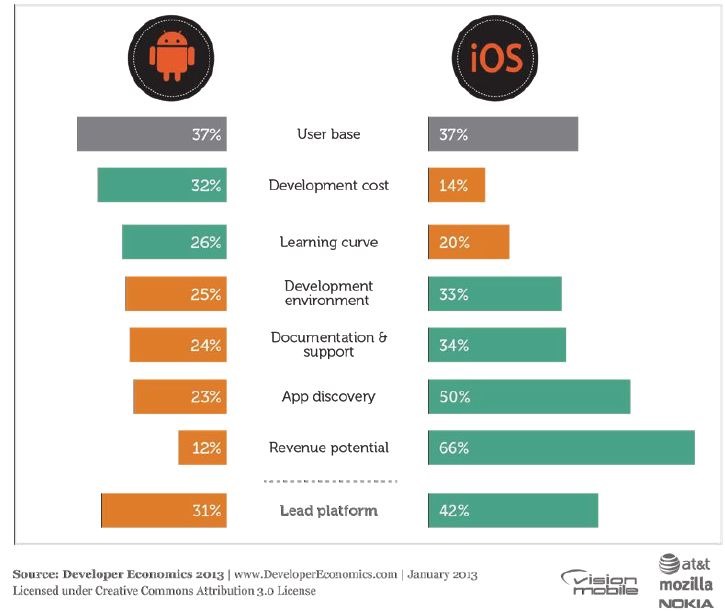 iOS
37% User base 37%
32% Development cost 14%
26% Learning curve 20%
Development
25% environment 33%
Documentation &
24% support 34%
23% App discovery 50%
12% Revenue potential 66%
31% Lead platform 42%
Source: Developer Economics 2013 | www.DeveloperEconomics.com | January 2013
Licensed under Creative Commons Attribution 3.0 License
vision
mobile
at&t
mozilla
NOKIA